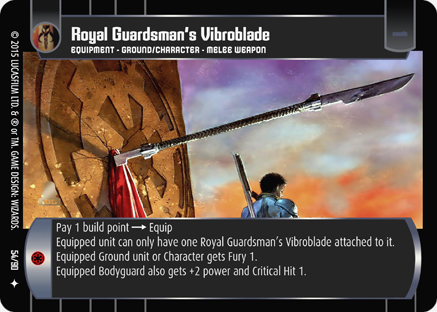 Royal Guardsman's Vibroblade
EQUIPMENT - GROUND/CHARACTER - MELEE WEAPON
Pay 1 build point → Equip
Equipped unit can only have one Royal Guardsman's Vibroblade attached to it.
Equipped Ground unit or Character gets Fury 1.
Equipped Bodyguard also gets +2 power and Critical Hit 1.
© 2015 LUCASFILM LTD. & ® or TM. GAME DESIGN: WIZARDS.
54/90